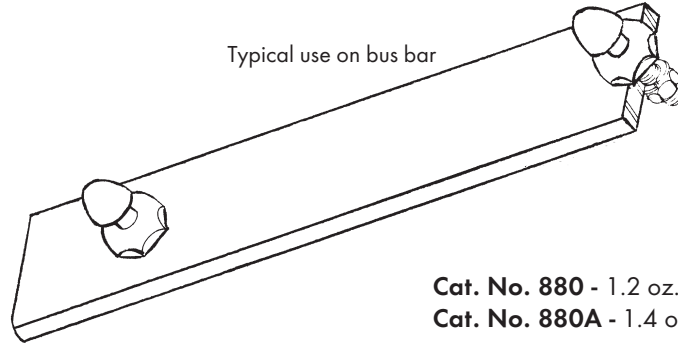 Typical use on bus bar
Cat. No. 880 - 1.2 oz.
Cat. No. 880A - 1.4 o